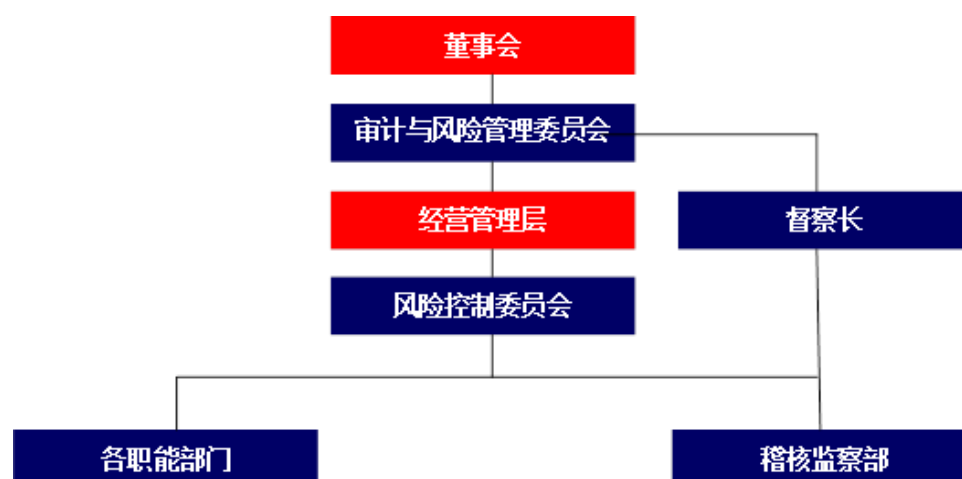 董事会
审计与风险管理委员会
经营管理层
督察长
风险控制委员会
各职能部门
稽核监察部